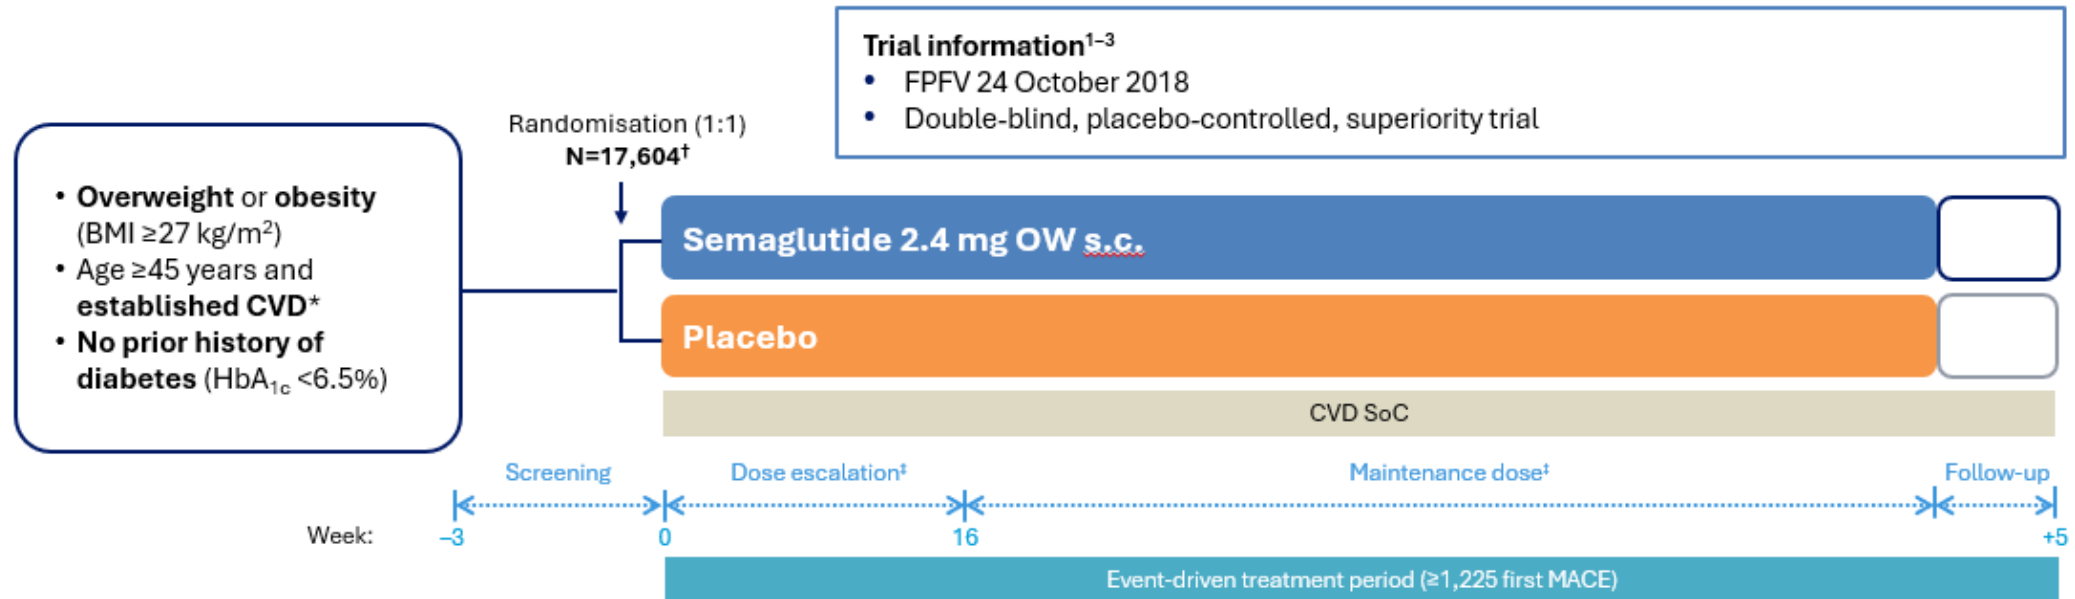 Trial information¹⁻³
• FPFV 24 October 2018
• Double-blind, placebo-controlled, superiority trial
Randomisation (1:1)
N=17,604†
• Overweight or obesity
(BMI ≥27 kg/m²)
• Age ≥45 years and
established CVD*
• No prior history of
diabetes (HbA₁c <6.5%)
Semaglutide 2.4 mg OW s.c.
Placebo
CVD SoC
Screening
Dose escalation‡
Maintenance dose‡
Follow-up
Week:
–3
0
16
+5
Event-driven treatment period (≥1,225 first MACE)